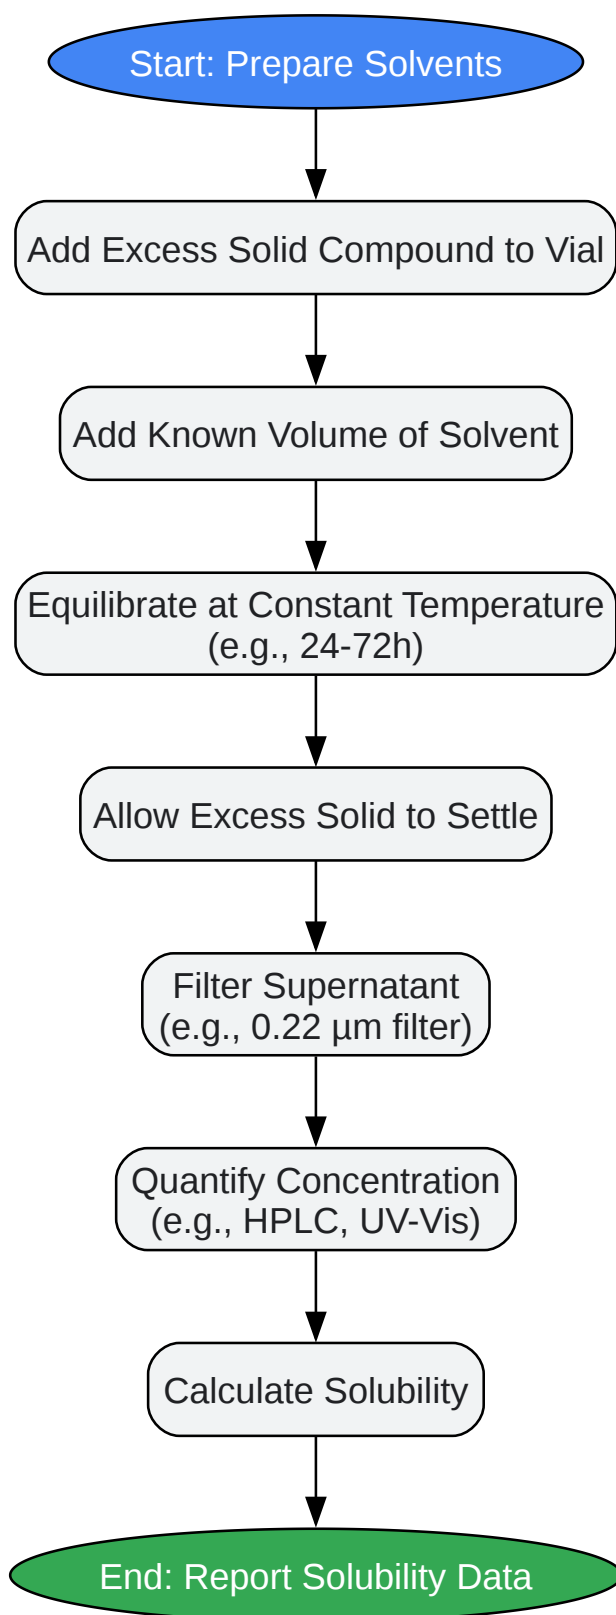 Start: Prepare Solvents
Add Excess Solid Compound to Vial
Add Known Volume of Solvent
Equilibrate at Constant Temperature
(e.g., 24-72h)
Allow Excess Solid to Settle
Filter Supernatant
(e.g., 0.22 µm filter)
Quantify Concentration
(e.g., HPLC, UV-Vis)
Calculate Solubility
End: Report Solubility Data